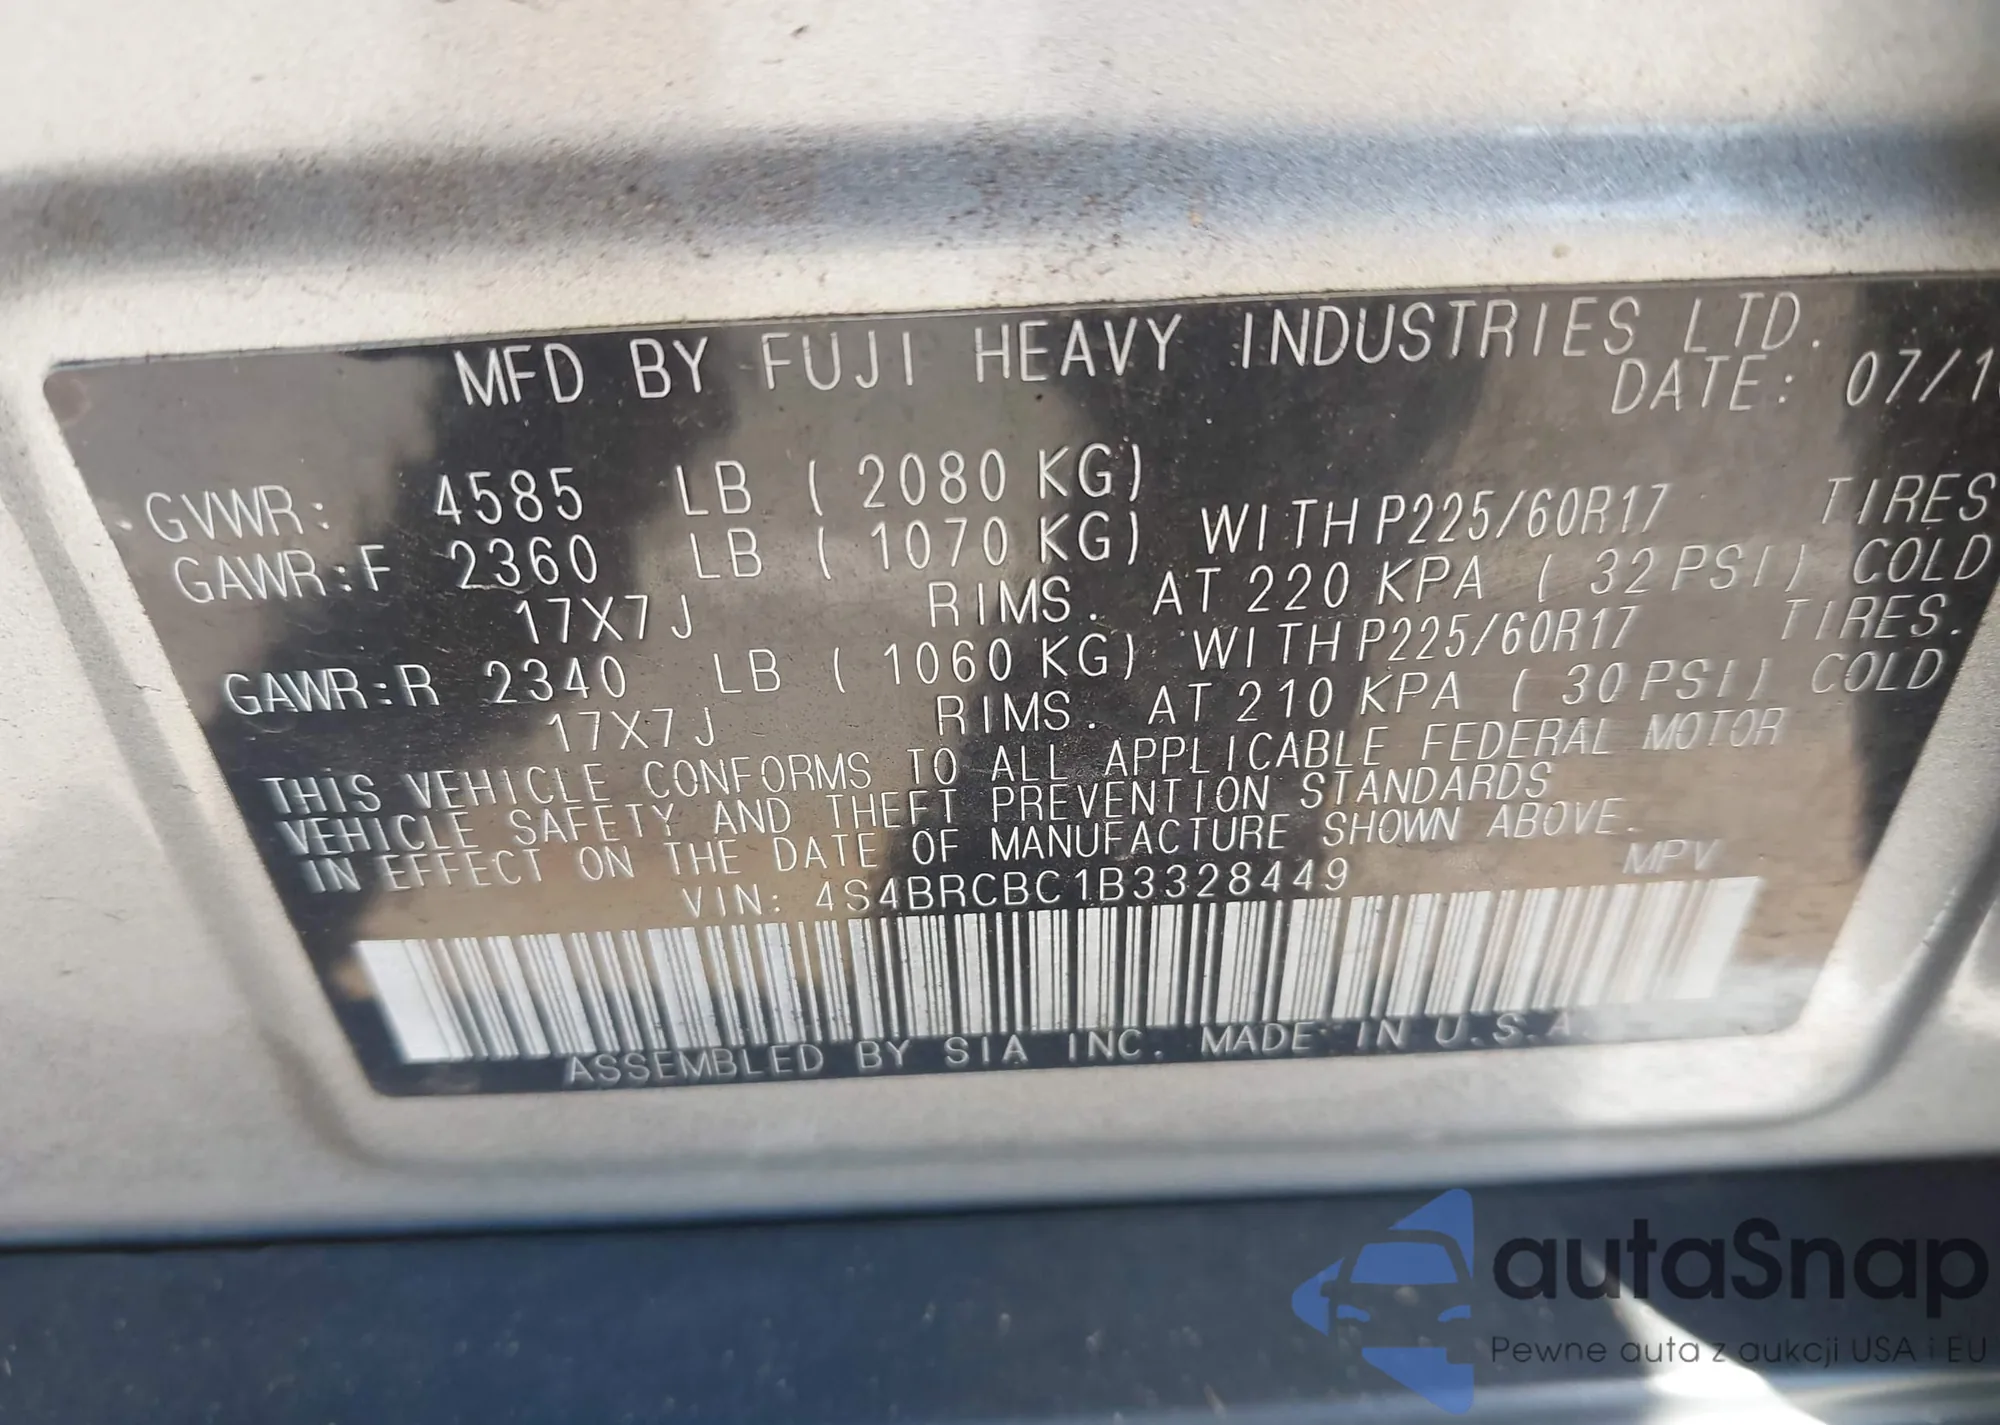 MFD BY FUJI HEAVY INDUSTRIES LTD.
DATE: 07/1
GVWR: 4585 LB ( 2080 KG)
GAWR:F 2360 LB ( 1070 KG) WITH P225/60R17 TIRES
17X7J RIMS. AT 220 KPA ( 32 PSI) COLD
GAWR:R 2340 LB ( 1060 KG) WITH P225/60R17 TIRES.
17X7J RIMS. AT 210 KPA ( 30 PSI) COLD
THIS VEHICLE CONFORMS TO ALL APPLICABLE FEDERAL MOTOR
VEHICLE SAFETY AND THEFT PREVENTION STANDARDS
IN EFFECT ON THE DATE OF MANUFACTURE SHOWN ABOVE.
VIN: 4S4BRCBC1B3328449 MPV
ASSEMBLED BY SIA INC. MADE IN U.S.A.
autaSnap
Pewne auta z aukcji USA i EU